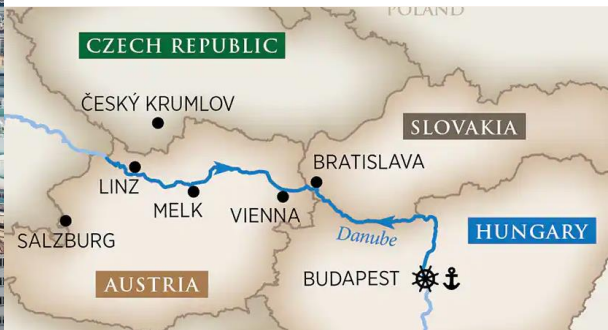 POLAND
CZECH REPUBLIC
ČESKÝ KRUMLOV
SLOVAKIA
BRATISLAVA
LINZ
MELK
VIENNA
SALZBURG
Danube
HUNGARY
AUSTRIA
BUDAPEST